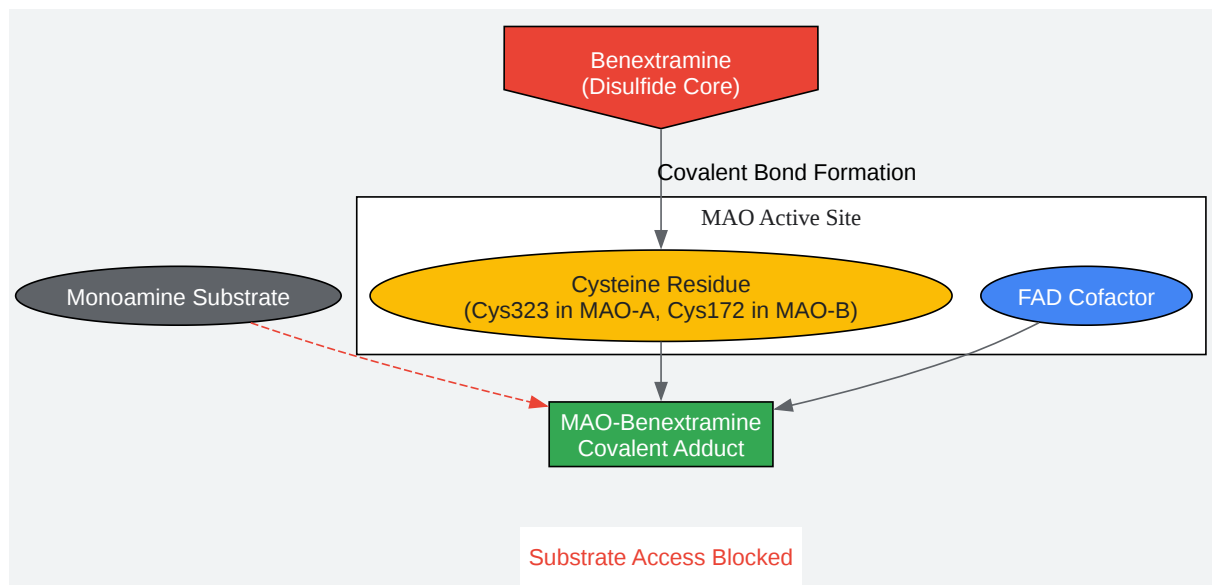 Benextramine
(Disulfide Core)
Covalent Bond Formation
MAO Active Site
Monoamine Substrate
Cysteine Residue
(Cys323 in MAO-A, Cys172 in MAO-B)
FAD Cofactor
MAO-Benextramine
Covalent Adduct
Substrate Access Blocked